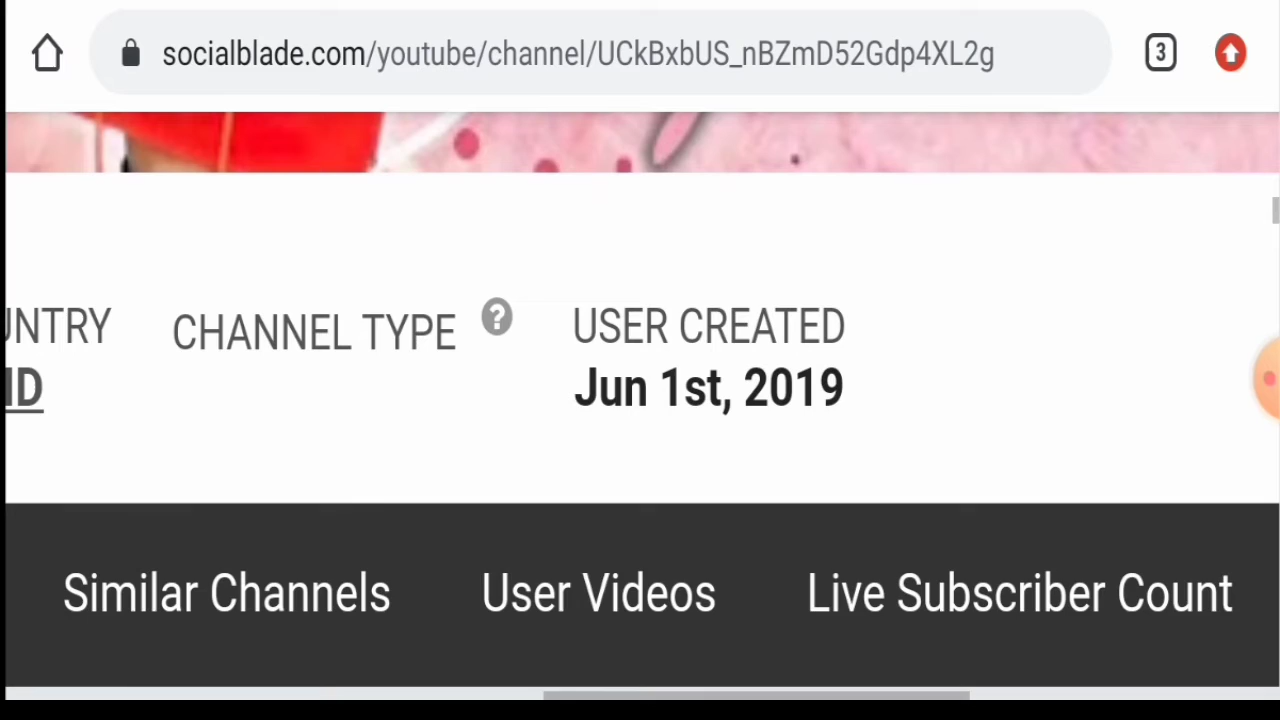 socialblade.com/youtube/channel/UCkBxbUS_nBZmD52Gdp4XL2g
3
UNTRY
CHANNEL TYPE ?
USER CREATED
ID
Jun 1st, 2019
Similar Channels
User Videos
Live Subscriber Count